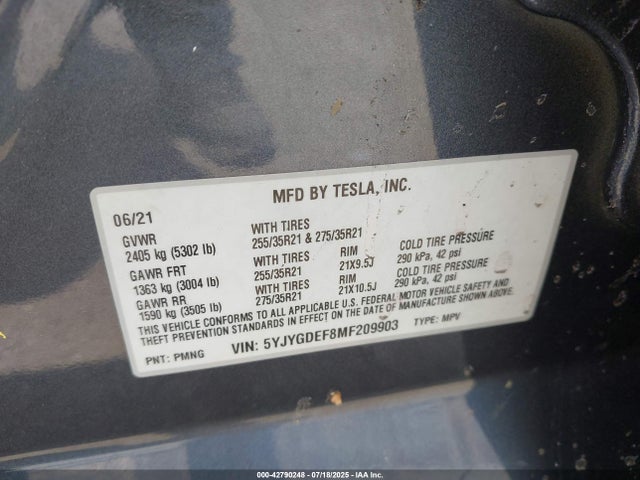 MFD BY TESLA, INC.
06/21
GVWR
2405 kg (5302 lb)
WITH TIRES
255/35R21 & 275/35R21
GAWR FRT
1363 kg (3004 lb)
WITH TIRES
255/35R21
RIM
21X9.5J
COLD TIRE PRESSURE
290 kPa, 42 psi
GAWR RR
1590 kg (3505 lb)
WITH TIRES
275/35R21
RIM
21X10.5J
COLD TIRE PRESSURE
290 kPa, 42 psi
THIS VEHICLE CONFORMS TO ALL APPLICABLE U.S. FEDERAL MOTOR VEHICLE SAFETY AND
THEFT PREVENTION STANDARDS IN EFFECT ON THE DATE OF MANUFACTURE SHOWN ABOVE.
PNT: PMNG VIN: 5YJYGDEF8MF209903 TYPE: MPV
000-42790248 - 07/18/2025 - IAA Inc.